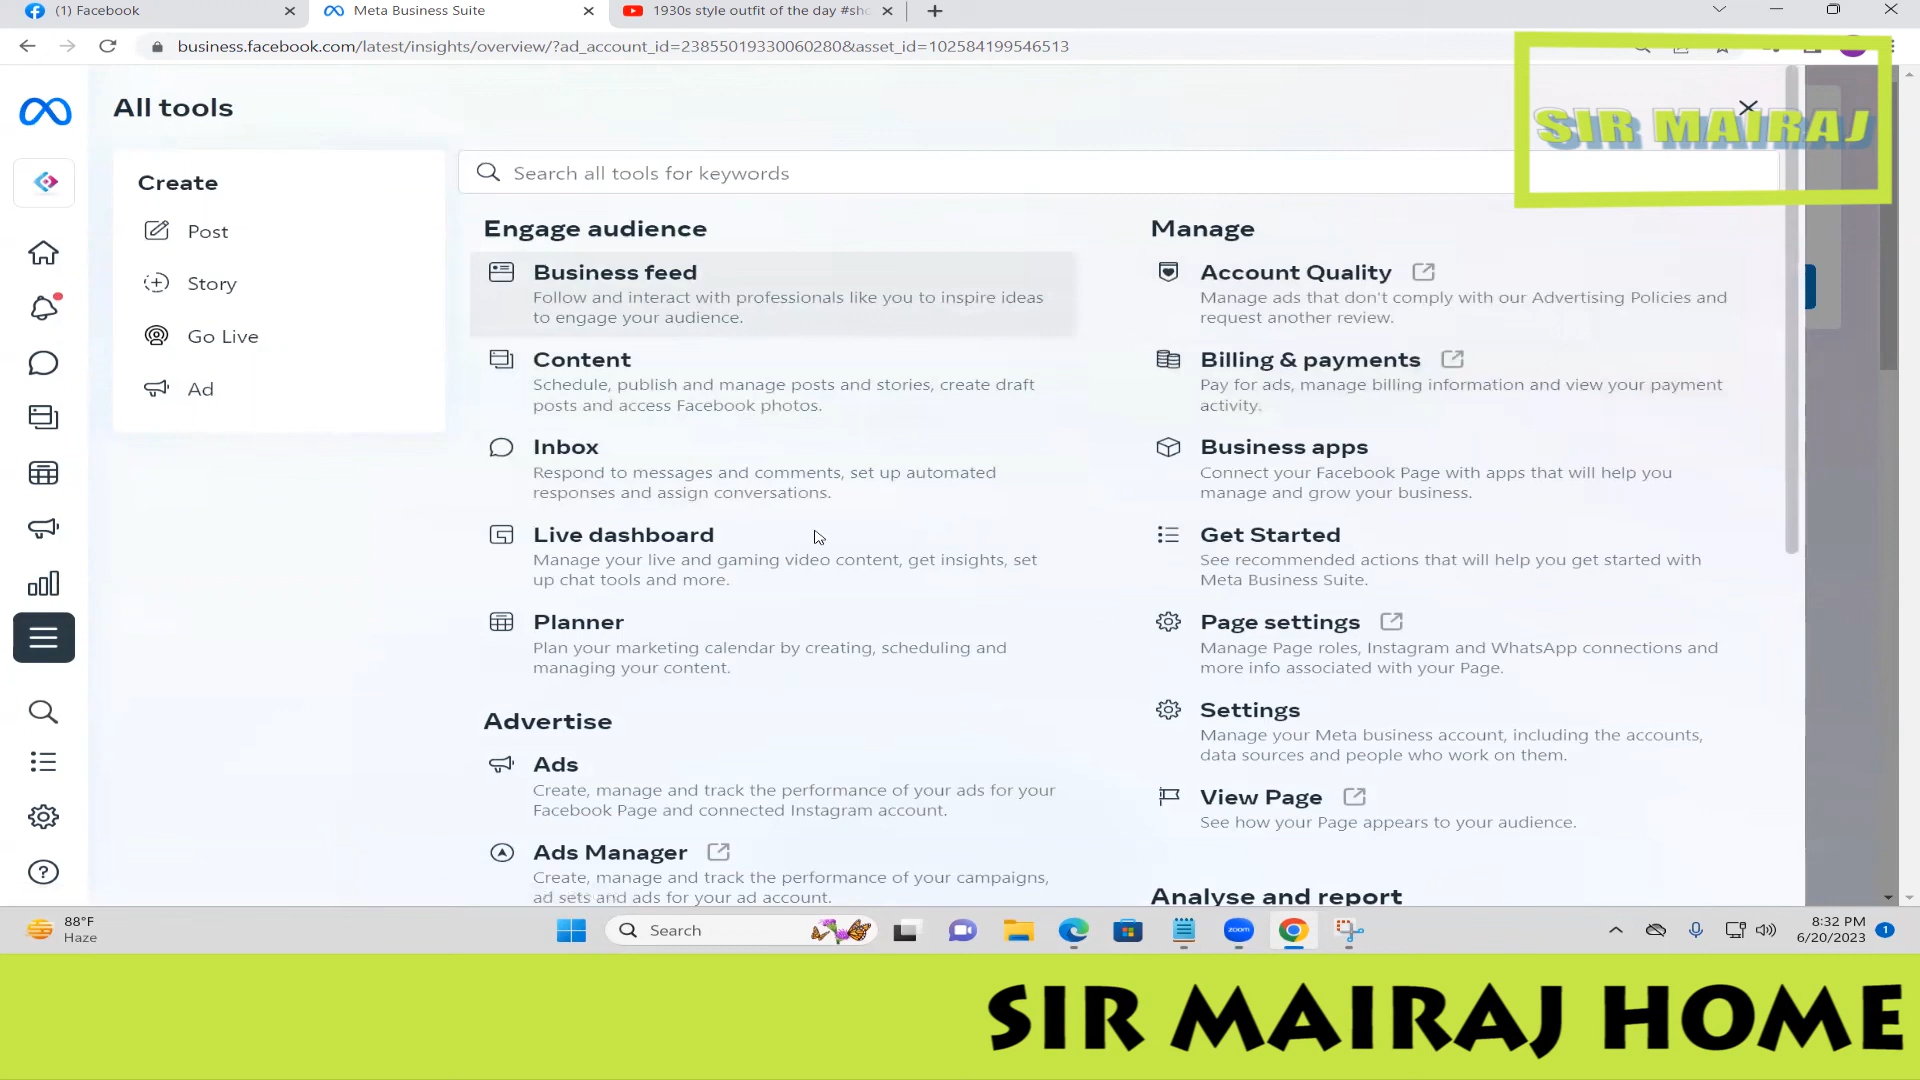 (1) Facebook
Meta Business Suite
1930s style outfit of the day #sho
business.facebook.com/latest/insights/overview/?ad_account_id=23855019330060280&asset_id=102584199546513
SIR MAIRAJ
All tools
Create
Post
Story
Go Live
Ad
Search all tools for keywords
Engage audience
Business feed
Follow and interact with professionals like you to inspire ideas
to engage your audience.
Content
Schedule, publish and manage posts and stories, create draft
posts and access Facebook photos.
Inbox
Respond to messages and comments, set up automated
responses and assign conversations.
Live dashboard
Manage your live and gaming video content, get insights, set
up chat tools and more.
Planner
Plan your marketing calendar by creating, scheduling and
managing your content.
Advertise
Ads
Create, manage and track the performance of your ads for your
Facebook Page and connected Instagram account.
Ads Manager
Create, manage and track the performance of your campaigns,
ad sets and ads for your ad account.
Manage
Account Quality
Manage ads that don't comply with our Advertising Policies and
request another review.
Billing & payments
Pay for ads, manage billing information and view your payment
activity.
Business apps
Connect your Facebook Page with apps that will help you
manage and grow your business.
Get Started
See recommended actions that will help you get started with
Meta Business Suite.
Page settings
Manage Page roles, Instagram and WhatsApp connections and
more info associated with your Page.
Settings
Manage your Meta business account, including the accounts,
data sources and people who work on them.
View Page
See how your Page appears to your audience.
Analyse and report
88°F
Haze
Search
zoom
8:32 PM
6/20/2023
1
SIR MAIRAJ HOME